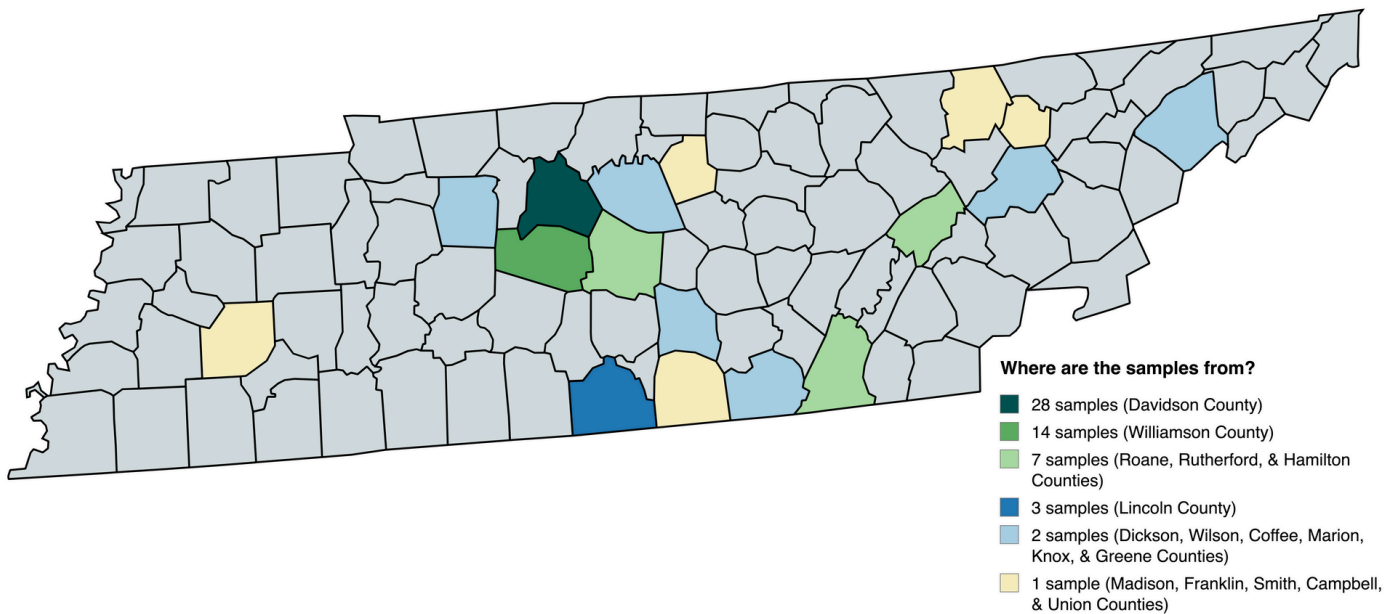 Where are the samples from?
28 samples (Davidson County)
14 samples (Williamson County)
7 samples (Roane, Rutherford, & Hamilton
Counties)
3 samples (Lincoln County)
2 samples (Dickson, Wilson, Coffee, Marion,
Knox, & Greene Counties)
1 sample (Madison, Franklin, Smith, Campbell,
& Union Counties)